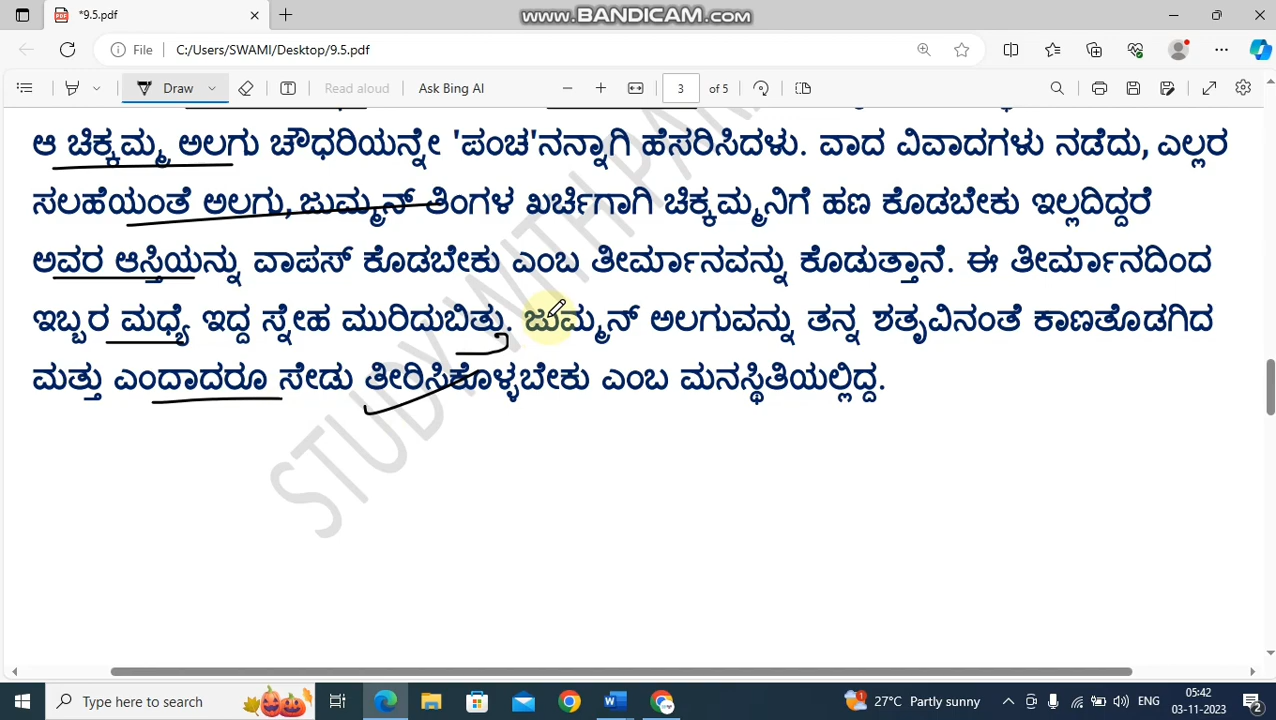 *9.5.pdf
www.BANDICAM.com
File C:/Users/SWAMI/Desktop/9.5.pdf
Draw Read aloud Ask Bing AI 3 of 5
ಆ ಚಿಕ್ಕಮ್ಮ ಅಲಗು ಚೌಧರಿಯನ್ನೇ 'ಪಂಚ'ನನ್ನಾಗಿ ಹೆಸರಿಸಿದಳು. ವಾದ ವಿವಾದಗಳು ನಡೆದು, ಎಲ್ಲರ
ಸಲಹೆಯಂತೆ ಅಲಗು, ಜುಮ್ಮನ್ ತಿಂಗಳ ಖರ್ಚಿಗಾಗಿ ಚಿಕ್ಕಮ್ಮನಿಗೆ ಹಣ ಕೊಡಬೇಕು ಇಲ್ಲದಿದ್ದರೆ
ಅವರ ಆಸ್ತಿಯನ್ನು ವಾಪಸ್ ಕೊಡಬೇಕು ಎಂಬ ತೀರ್ಮಾನವನ್ನು ಕೊಡುತ್ತಾನೆ. ಈ ತೀರ್ಮಾನದಿಂದ
ಇಬ್ಬರ ಮಧ್ಯೆ ಇದ್ದ ಸ್ನೇಹ ಮುರಿದುಬಿತ್ತು. ಜುಮ್ಮನ್ ಅಲಗುವನ್ನು ತನ್ನ ಶತೃವಿನಂತೆ ಕಾಣತೊಡಗಿದ
ಮತ್ತು ಎಂದಾದರೂ ಸೇಡು ತೀರಿಸಿಕೊಳ್ಳಬೇಕು ಎಂಬ ಮನಸ್ಥಿತಿಯಲ್ಲಿದ್ದ.
STUDY WITH
Type here to search 27°C Partly sunny ENG 05:42
03-11-2023